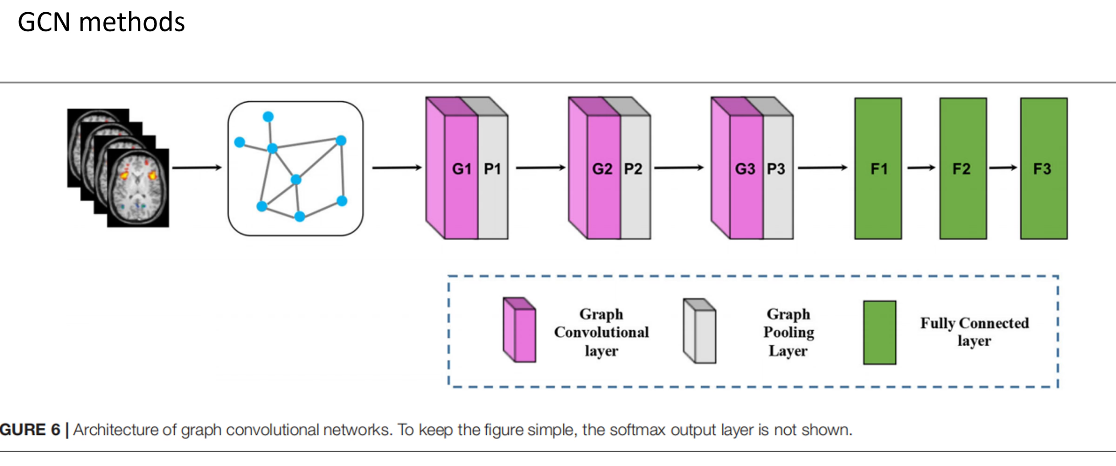 GCN methods
G1 P1 G2 P2 G3 P3 F1 F2 F3
Graph
Convolutional
layer
Graph
Pooling
Layer
Fully Connected
layer
GURE 6 | Architecture of graph convolutional networks. To keep the figure simple, the softmax output layer is not shown.